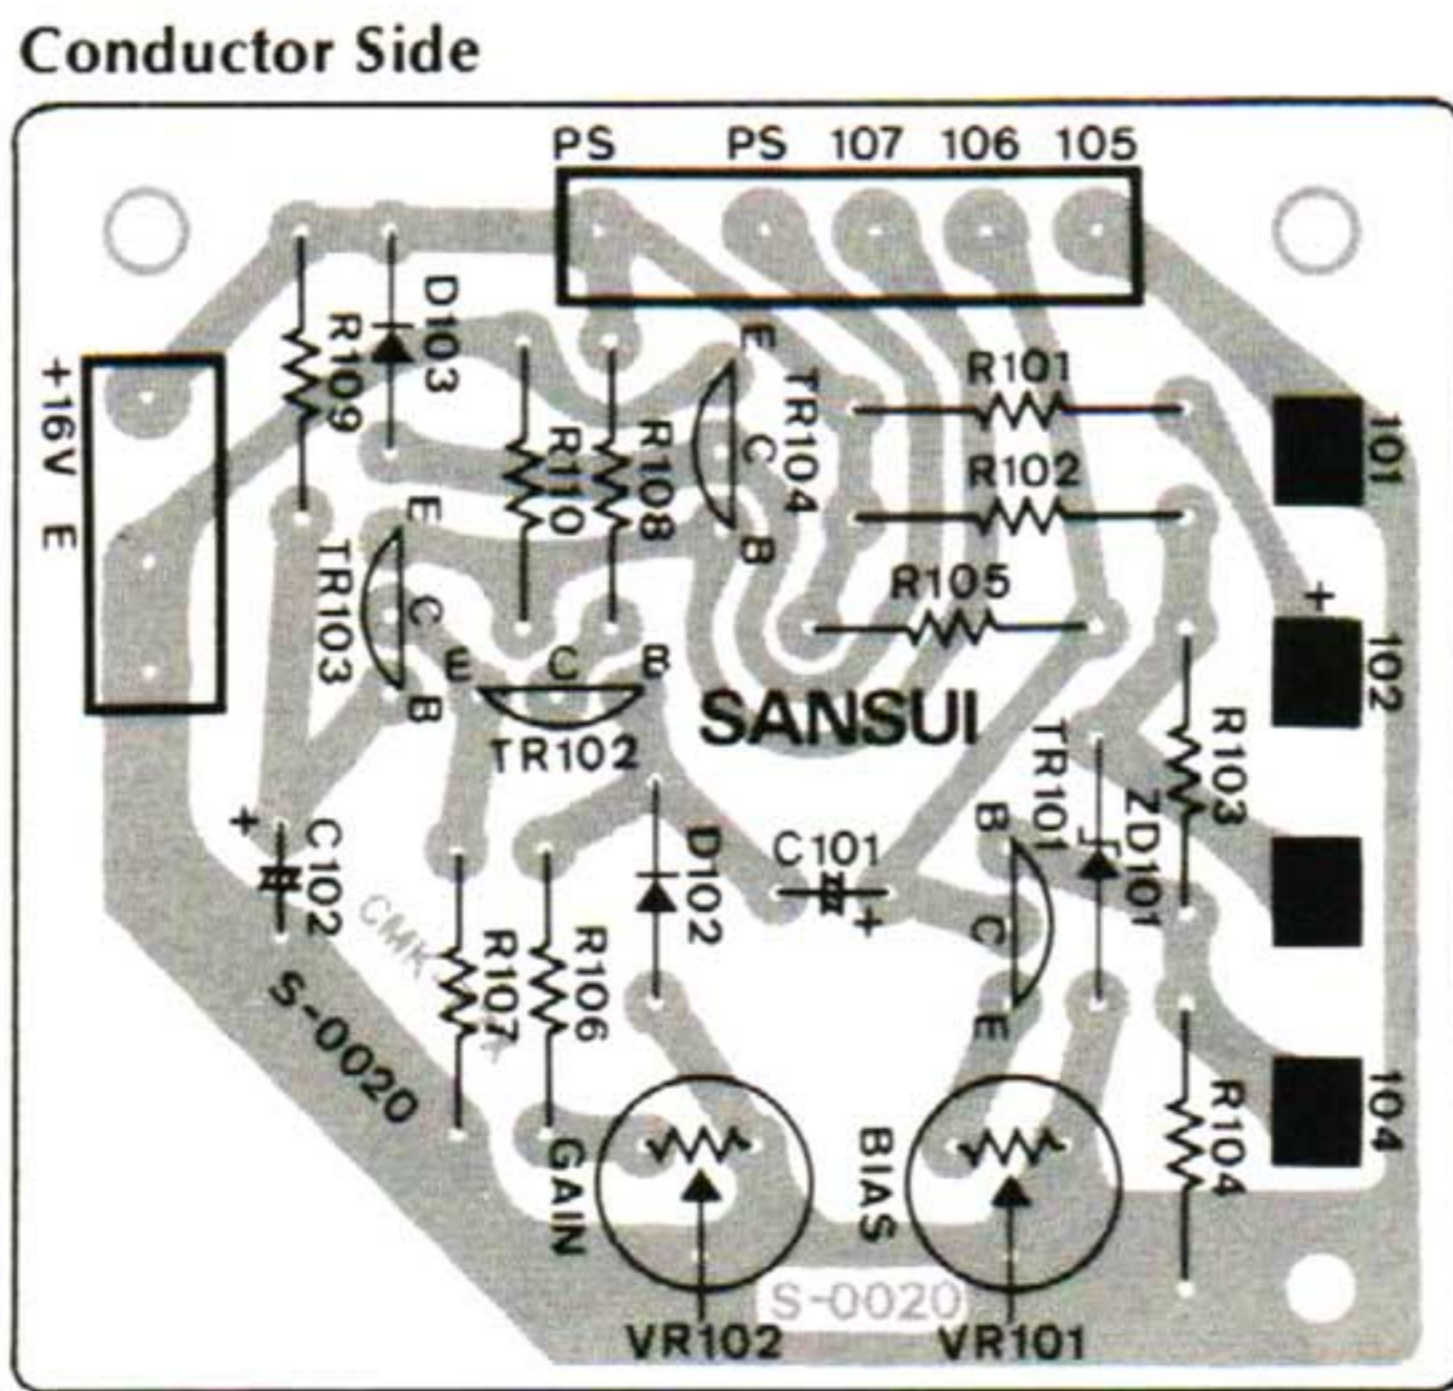 Conductor Side
PS PS 107 106 105
+16V E
R109
D103
R110
R108
E
C
B
TR104
R101
R102
R105
101
+
102
E
TR103
C
B
E C B
TR102
SANSUI
TR101
ZD101
R103
B
C
E
+
C102
C101
+
D102
CMK
R107
R106
S-0020
GAIN
BIAS
R104
104
S-0020
VR102 VR101